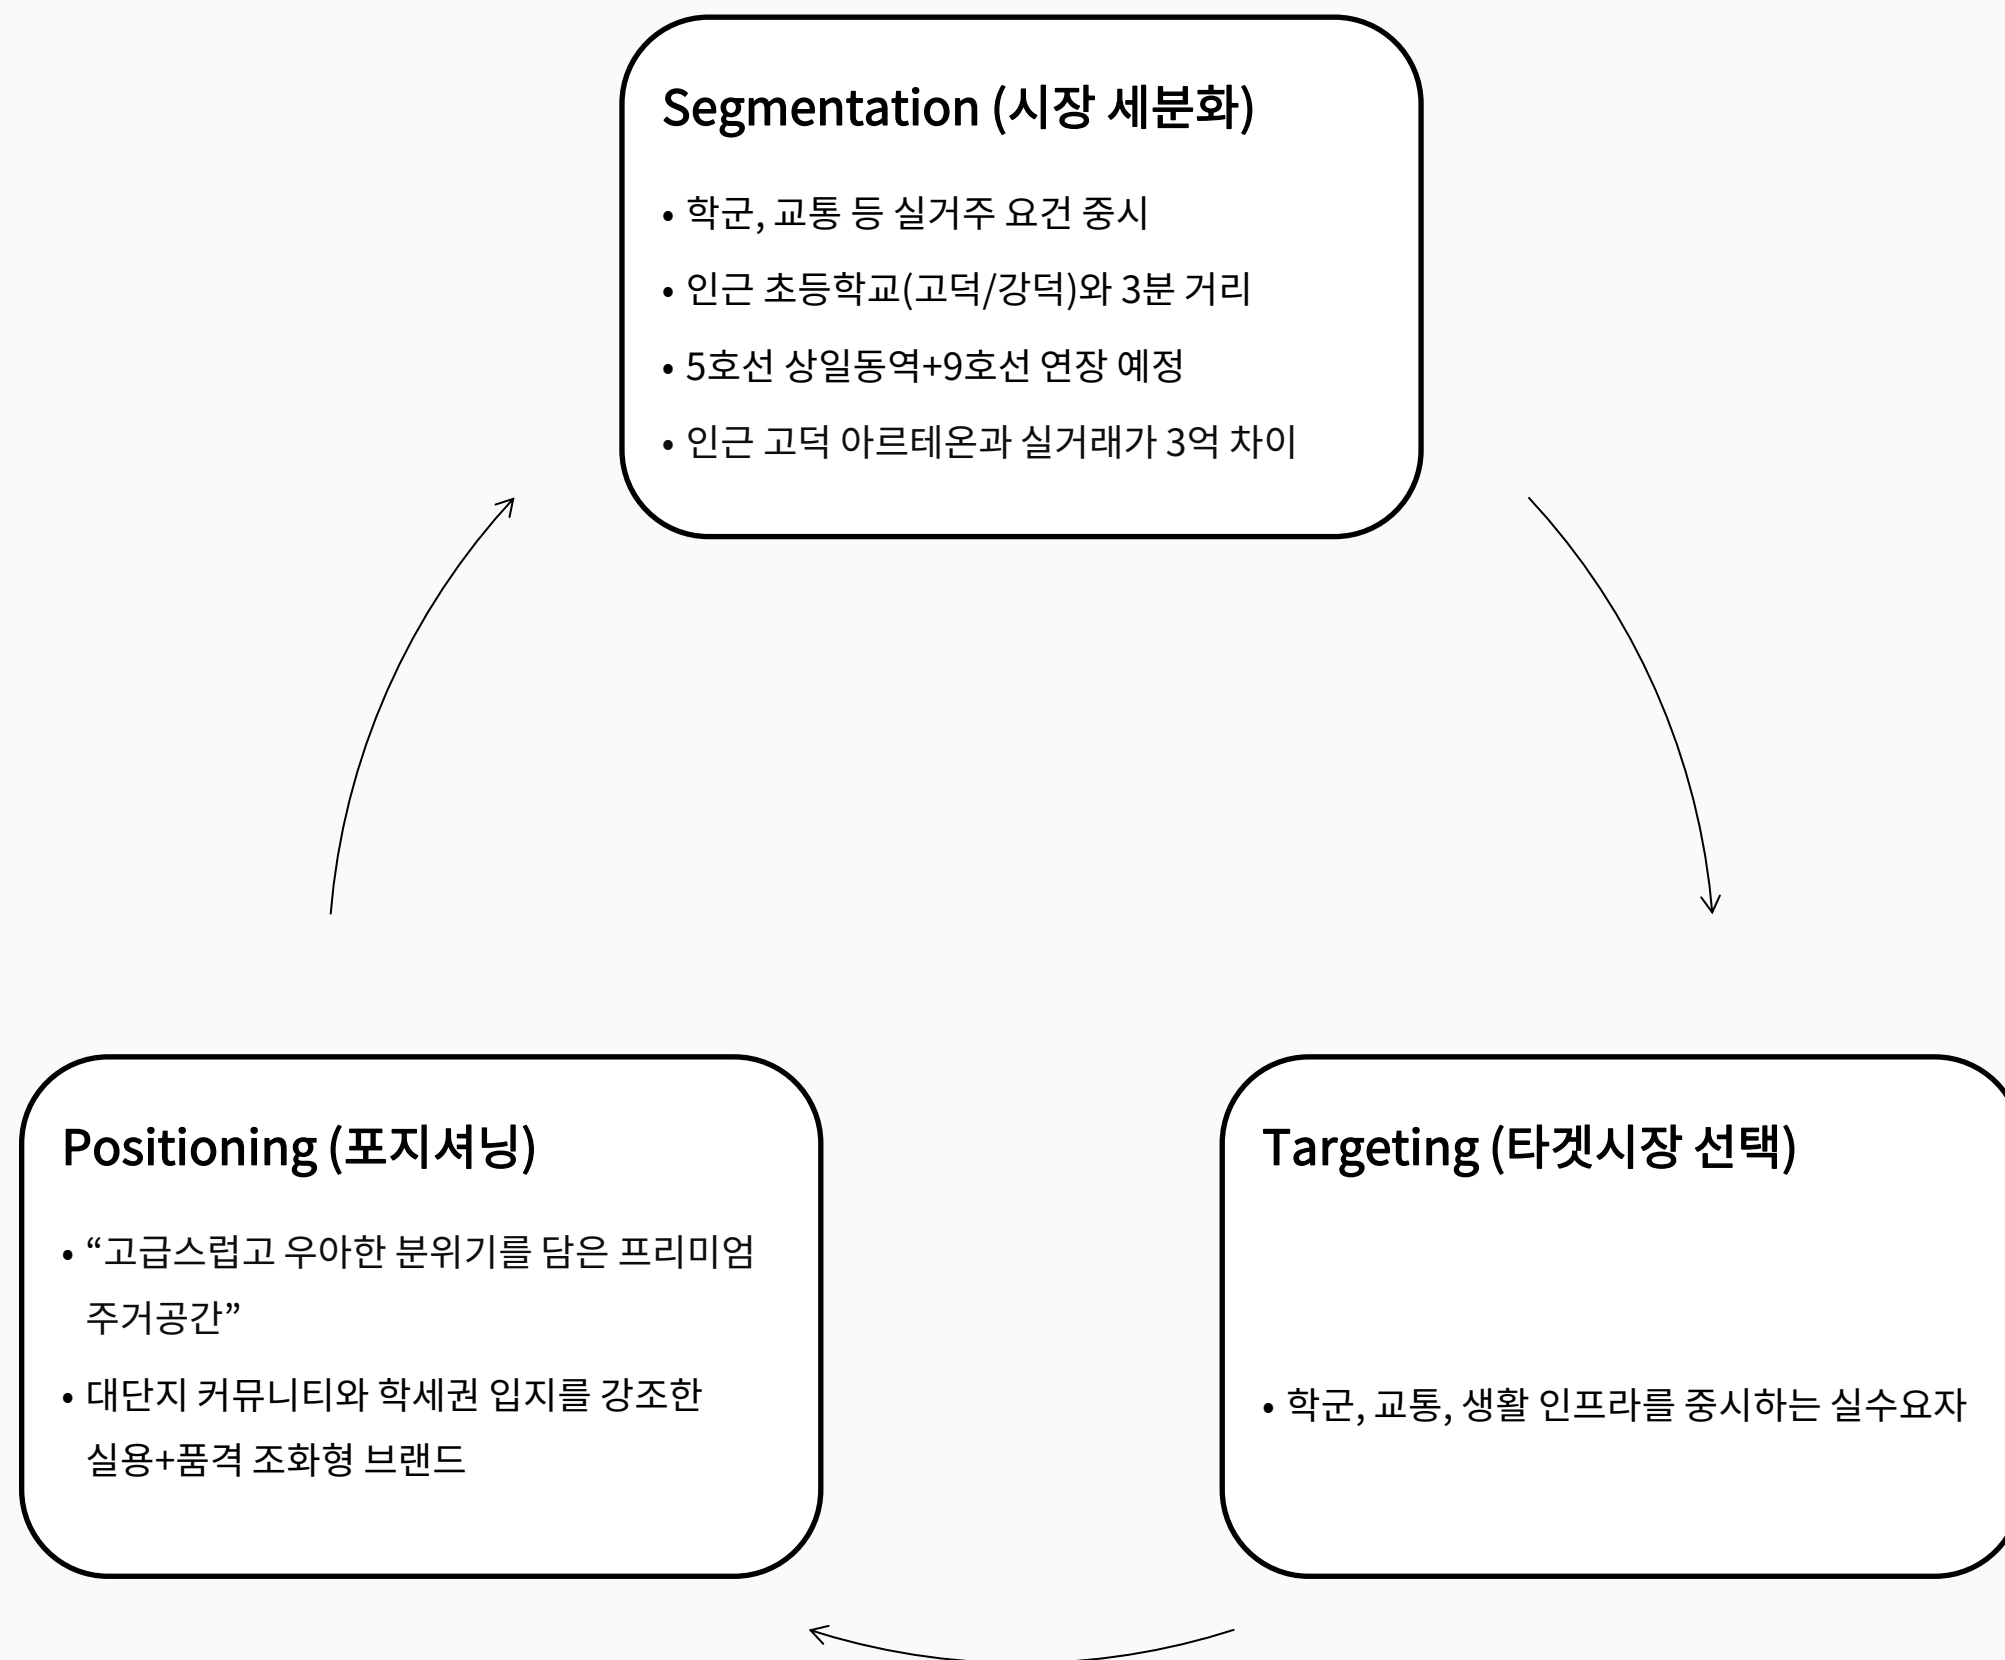 Segmentation (시장 세분화)
• 학군, 교통 등 실거주 요건 중시
• 인근 초등학교(고덕/강덕)와 3분 거리
• 5호선 상일동역+9호선 연장 예정
• 인근 고덕 아르테온과 실거래가 3억 차이
Positioning (포지셔닝)
• “고급스럽고 우아한 분위기를 담은 프리미엄
주거공간”
• 대단지 커뮤니티와 학세권 입지를 강조한
실용+품격 조화형 브랜드
Targeting (타겟시장 선택)
• 학군, 교통, 생활 인프라를 중시하는 실수요자